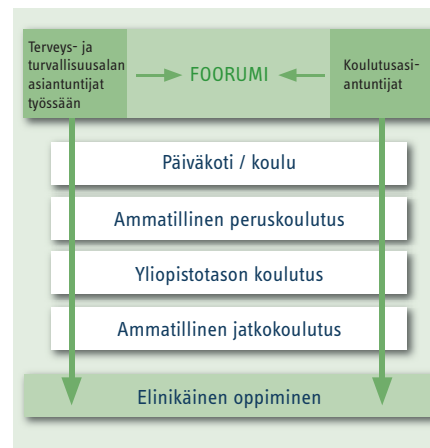 Terveys- ja
turvallisuusalan
asiantuntijat
työssään
FOORUMI
Koulutusasi-
antuntijat
Päiväkoti / koulu
Ammatillinen peruskoulutus
Yliopistotason koulutus
Ammatillinen jatkokoulutus
Elinikäinen oppiminen